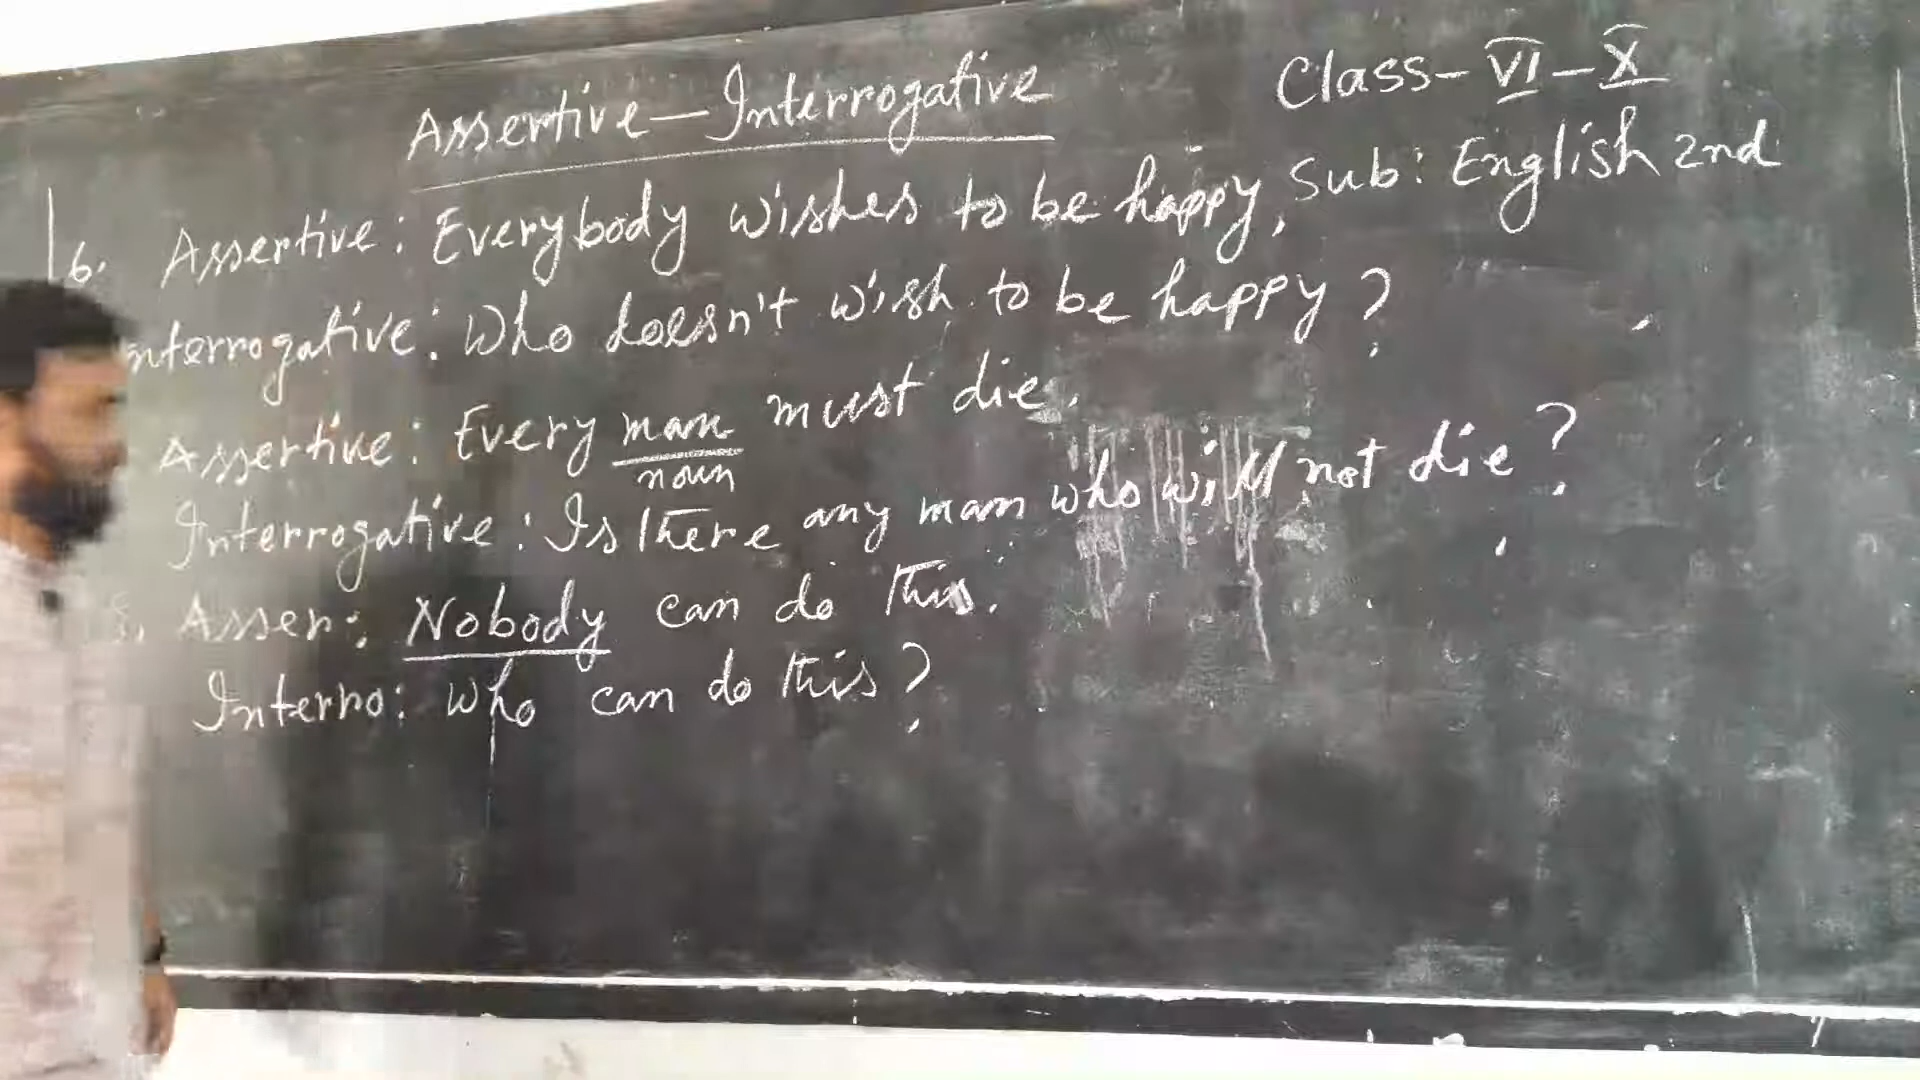 Assertive – Interrogative
Class – VI – X
Sub: English 2nd
6. Assertive: Everybody wishes to be happy.
nterrogative: Who doesn't wish to be happy?
Assertive: Every man must die.
noun
Interrogative: Is there any man who will not die?
8. Asser: Nobody can do this.
Interro: Who can do this?